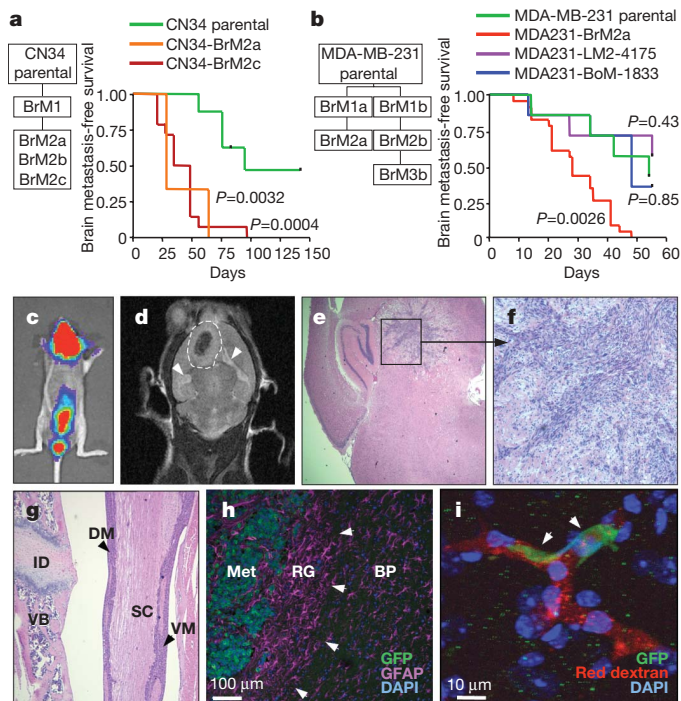 a
CN34 parental
CN34-BrM2a
CN34-BrM2c
CN34
parental
BrM1
BrM2a
BrM2b
BrM2c
Brain metastasis-free survival
1.00
0.75
0.50
0.25
0
P=0.0032
P=0.0004
0 25 50 75 100 125 150
Days
b
MDA-MB-231 parental
MDA231-BrM2a
MDA231-LM2-4175
MDA231-BoM-1833
MDA-MB-231
parental
BrM1a BrM1b
BrM2a BrM2b
BrM3b
Brain metastasis-free survival
1.00
0.75
0.50
0.25
0
P=0.43
P=0.85
P=0.0026
0 10 20 30 40 50 60
Days
c
d
e
f
g
ID
VB
DM
SC
VM
h
Met
RG
BP
GFP
GFAP
DAPI
100 μm
i
GFP
Red dextran
DAPI
10 μm